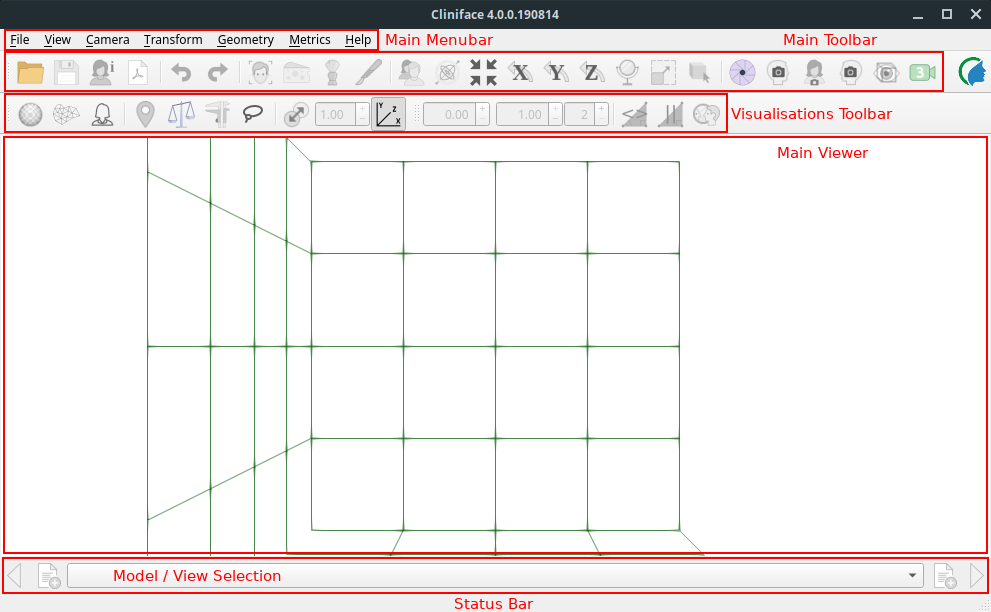 Cliniface 4.0.0.190814
File View Camera Transform Geometry Metrics Help Main Menubar Main Toolbar
i X Y Z 3
1.00 Y Z X 0.00 1.00 2 Visualisations Toolbar
Main Viewer
Model / View Selection
Status Bar